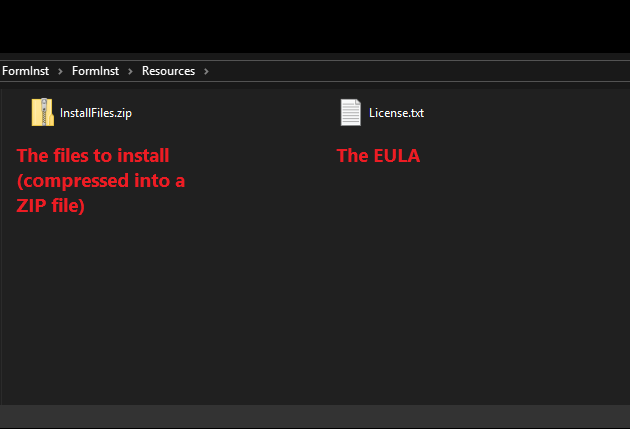 FormInst > FormInst > Resources >
InstallFiles.zip
License.txt
The files to install
(compressed into a
ZIP file)
The EULA